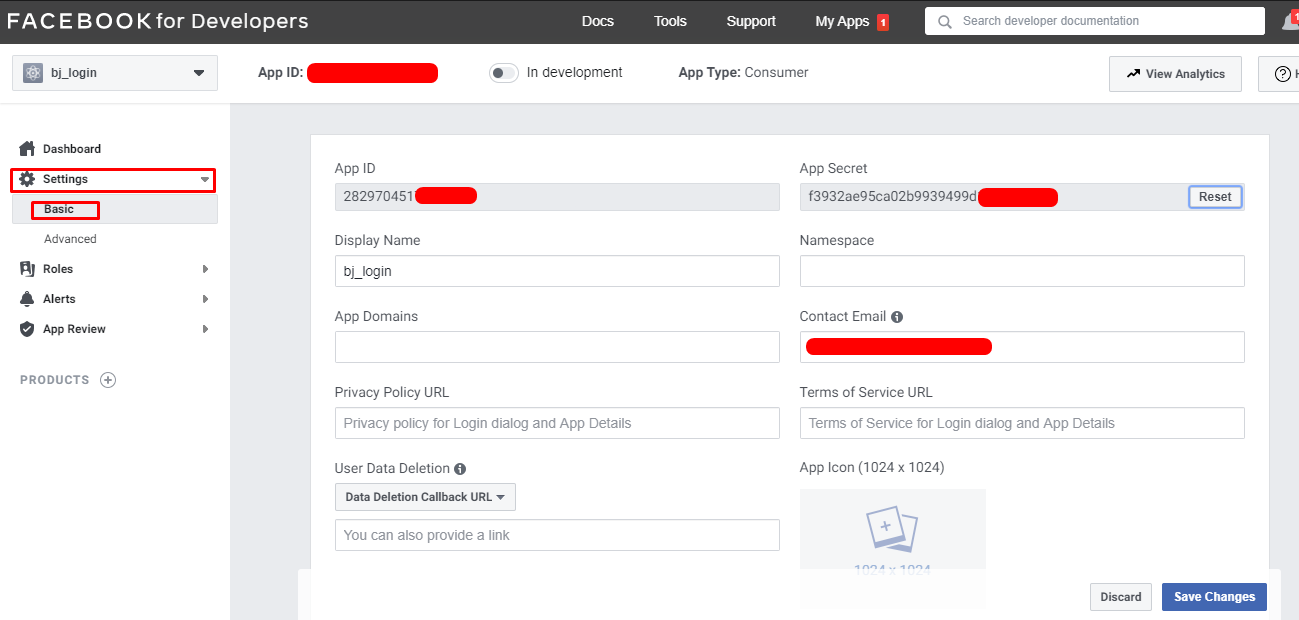 FACEBOOK for Developers
Docs
Tools
Support
My Apps
1
Search developer documentation
bj_login
App ID:
In development
App Type: Consumer
View Analytics
Dashboard
Settings
Basic
Advanced
Roles
Alerts
App Review
PRODUCTS
App ID
282970451
App Secret
f3932ae95ca02b9939499d
Reset
Display Name
bj_login
Namespace
App Domains
Contact Email
Privacy Policy URL
Privacy policy for Login dialog and App Details
Terms of Service URL
Terms of Service for Login dialog and App Details
User Data Deletion
Data Deletion Callback URL
You can also provide a link
App Icon (1024 x 1024)
1024 x 1024
Discard
Save Changes